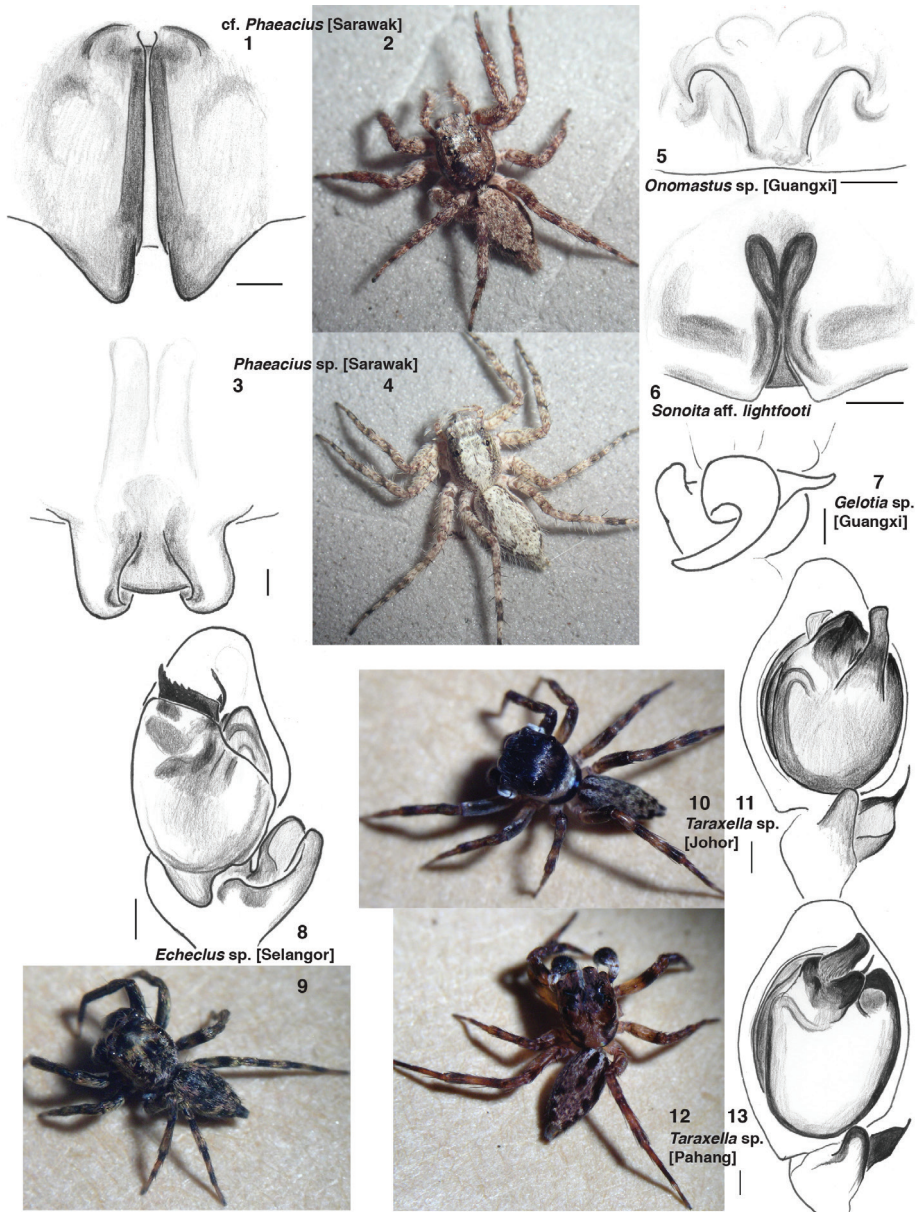 cf. Phaeacius [Sarawak]
1
2
Phaeacius sp. [Sarawak]
3
4
5
Onomastus sp. [Guangxi]
6
Sonoita aff. lightfooti
7
Gelotia sp.
[Guangxi]
8
Echeclus sp. [Selangor]
9
10 11
Taraxella sp.
[Johor]
12 13
Taraxella sp.
[Pahang]